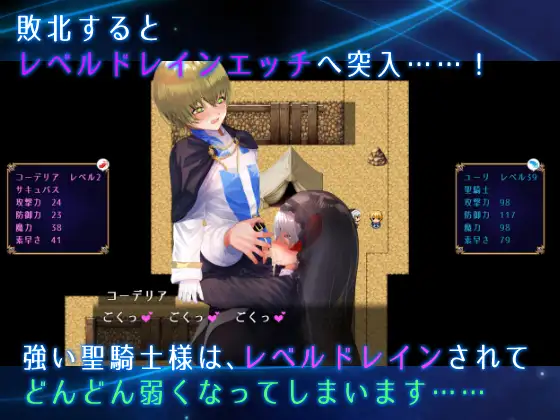 敗北すると
レベルドレインエッチへ突入……！
コーデリア レベル2
サキュバス
攻撃力 24
防御力 23
魔力 38
素早さ 41
ユーリ レベル39
聖騎士
攻撃力 98
防御力 117
魔力 98
素早さ 79
コーデリア
ごくっ💕 ごくっ💕 ごくっ💕
強い聖騎士様は、レベルドレインされて
どんどん弱くなってしまいます……